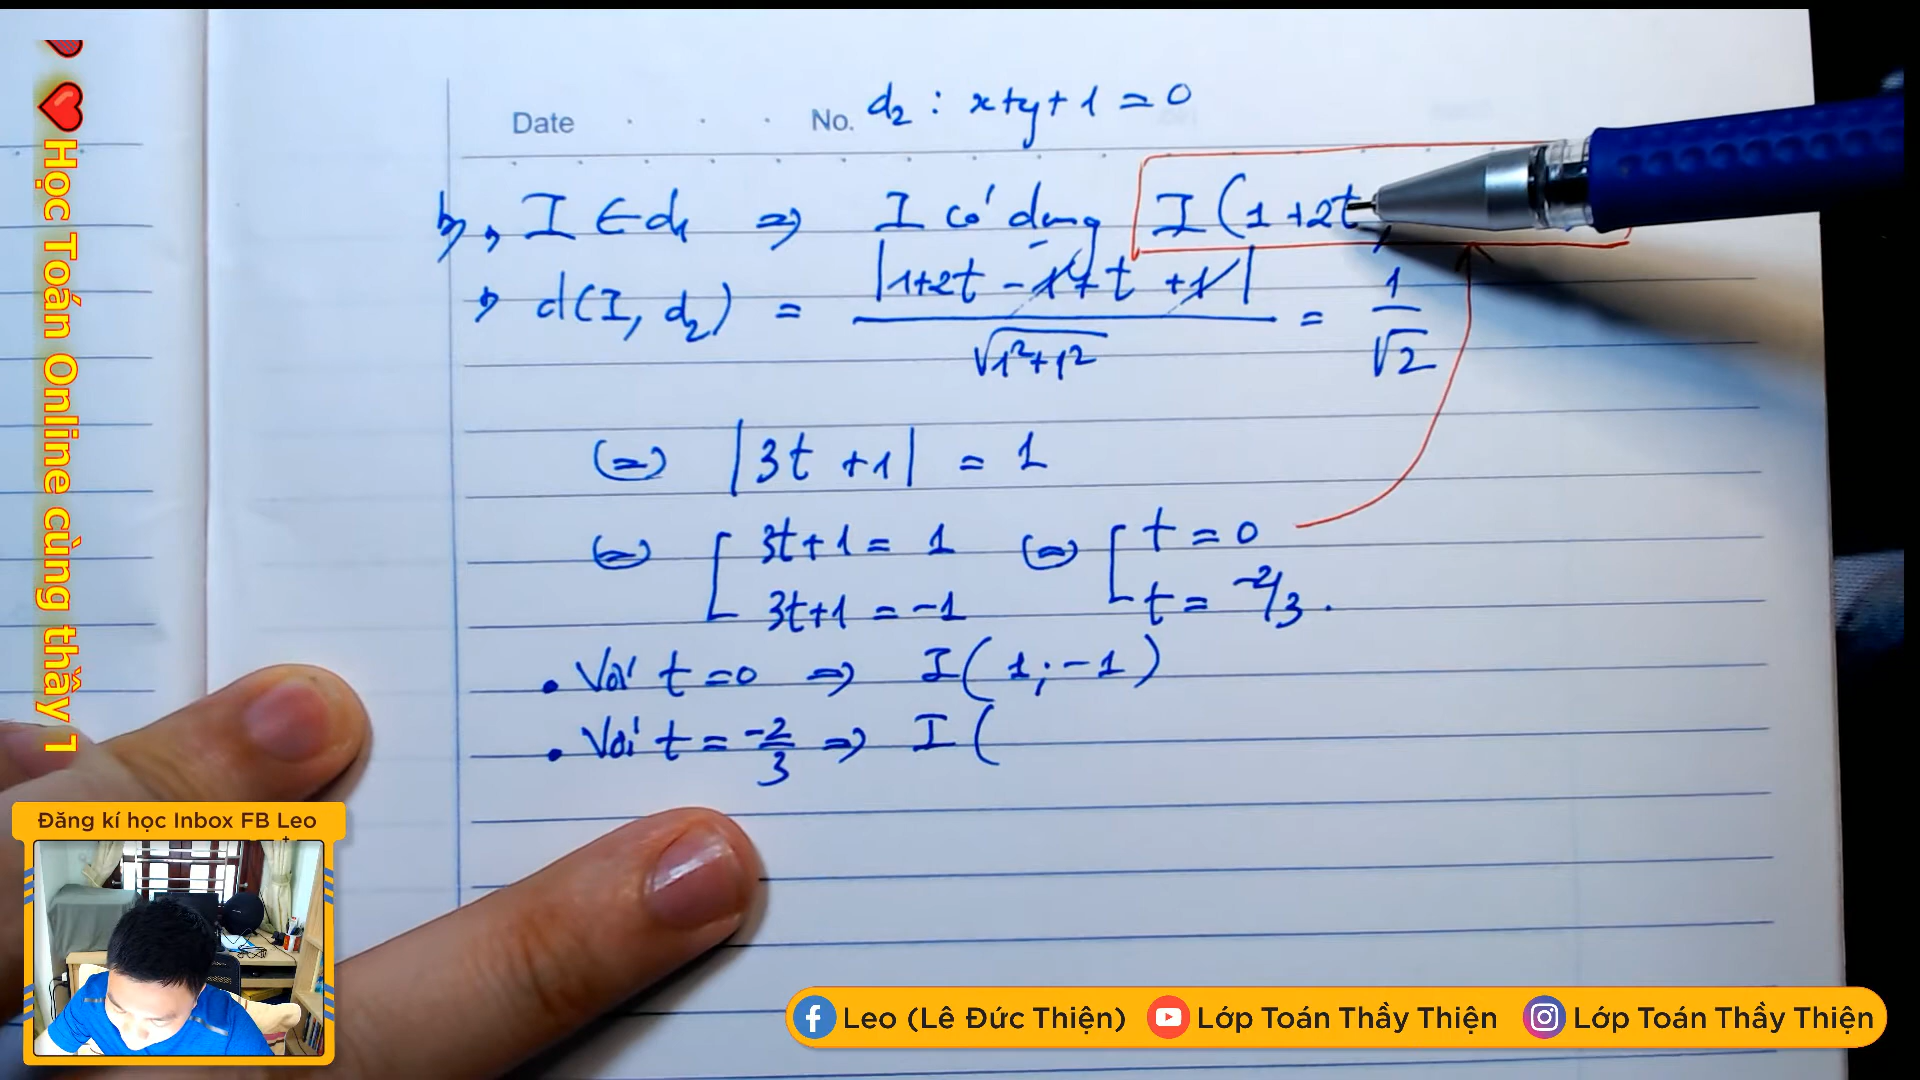 Date No. d₂ : x+y+1 = 0
b, I ∈ d₁ ⇒ I có dạng I (1+2t,
⇒ d(I, d₂) = |1+2t -1+t +1| / √1²+1² = 1/√2
(=) |3t +1| = 1
(=) [ 3t+1 = 1 (=) [ t = 0
3t+1 = -1 t = -2/3 .
• Với t=0 ⇒ I( 1; -1 )
• Với t = -2/3 ⇒ I (
Học Toán Online cùng thầy T
Đăng kí học Inbox FB Leo
Leo (Lê Đức Thiện) Lớp Toán Thầy Thiện Lớp Toán Thầy Thiện